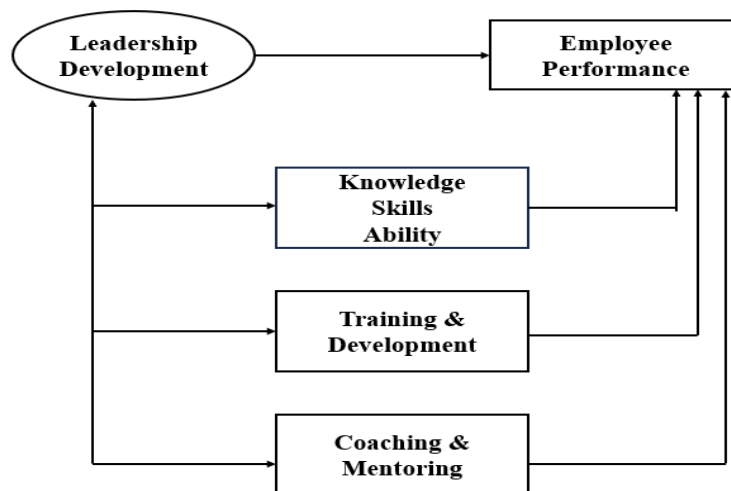 Leadership
Development
Employee
Performance
Knowledge
Skills
Ability
Training &
Development
Coaching &
Mentoring